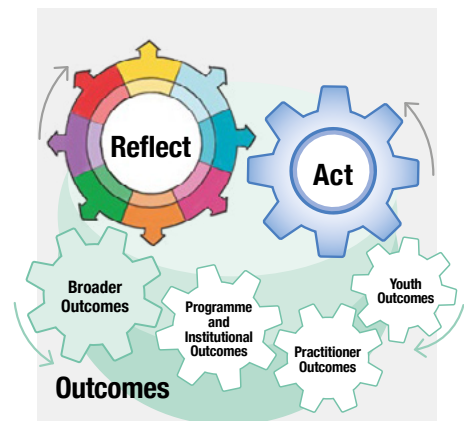 Reflect
Act
Broader
Outcomes
Programme
and
Institutional
Outcomes
Practitioner
Outcomes
Youth
Outcomes
Outcomes